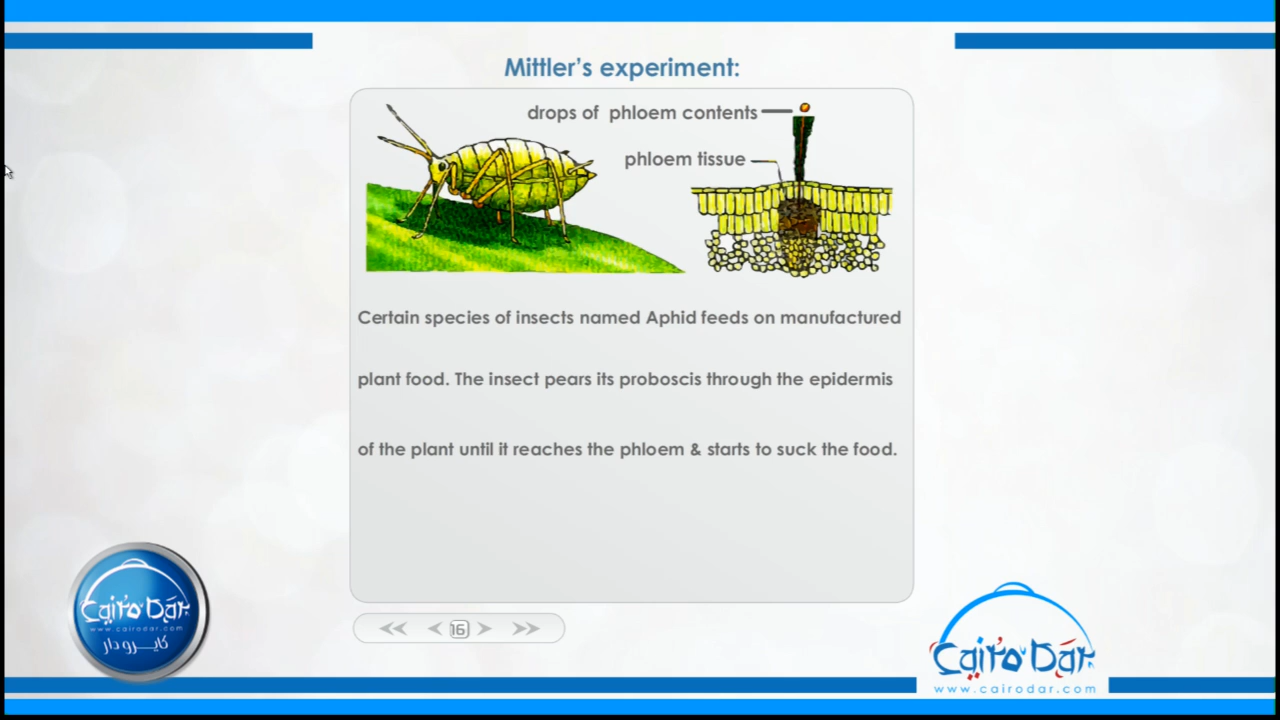 Mittler's experiment:
drops of phloem contents
phloem tissue
Certain species of insects named Aphid feeds on manufactured
plant food. The insect pears its proboscis through the epidermis
of the plant until it reaches the phloem & starts to suck the food.
16
Cairo Dar
www.cairodar.com
كايرو دار
Cairo Dar
www.cairodar.com